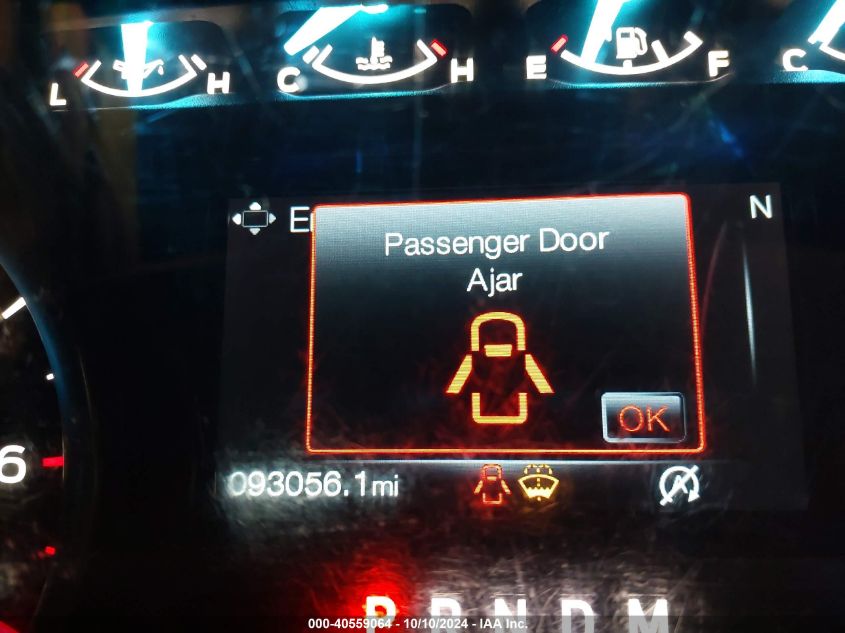 L H C H E F C
E
N
Passenger Door
Ajar
OK
6
093056.1mi
P R N D M
000-40559064 - 10/10/2024 - IAA Inc.